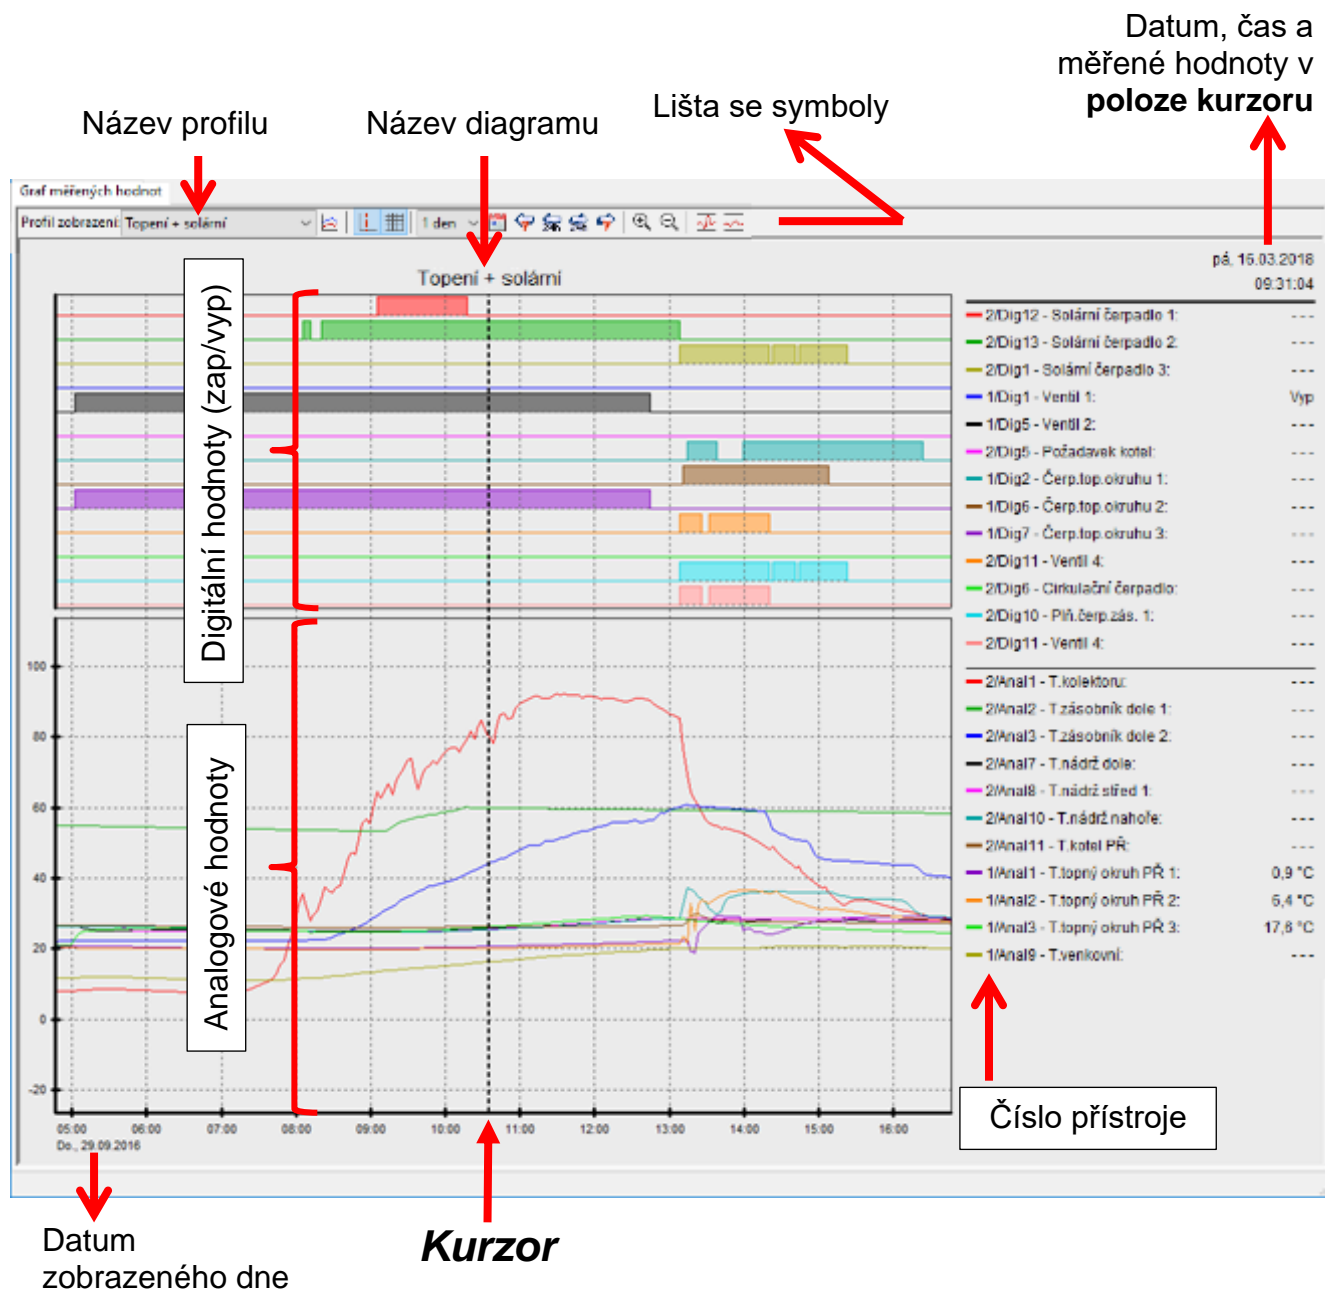 Datum, čas a
měřené hodnoty v
poloze kurzoru
Název profilu
Název diagramu
Lišta se symboly
Graf měřených hodnot
Profil zobrazení: Topení + solární
1 den
pá, 16.03.2018
09:31:04
Topení + solární
Digitální hodnoty (zap/vyp)
2/Dig12 - Solární čerpadlo 1: ---
2/Dig13 - Solární čerpadlo 2: ---
2/Dig1 - Solární čerpadlo 3: ---
1/Dig1 - Ventil 1: Vyp
1/Dig5 - Ventil 2: ---
2/Dig5 - Požadavek kotel: ---
1/Dig2 - Čerp.top.okruhu 1: ---
1/Dig6 - Čerp.top.okruhu 2: ---
1/Dig7 - Čerp.top.okruhu 3: ---
2/Dig11 - Ventil 4: ---
2/Dig6 - Cirkulační čerpadlo: ---
2/Dig10 - Plň.čerp.zás. 1: ---
2/Dig11 - Ventil 4: ---
Analogové hodnoty
100
80
60
40
20
0
-20
2/Anal1 - T.kolektoru: ---
2/Anal2 - T.zásobník dole 1: ---
2/Anal3 - T.zásobník dole 2: ---
2/Anal7 - T.nádrž dole: ---
2/Anal8 - T.nádrž střed 1: ---
2/Anal10 - T.nádrž nahoře: ---
2/Anal11 - T.kotel PŘ: ---
1/Anal1 - T.topný okruh PŘ 1: 0,9 °C
1/Anal2 - T.topný okruh PŘ 2: 6,4 °C
1/Anal3 - T.topný okruh PŘ 3: 17,6 °C
1/Anal9 - T.venkovní: ---
Číslo přístroje
05:00 06:00 07:00 08:00 09:00 10:00 11:00 12:00 13:00 14:00 15:00 16:00
Do., 29.09.2016
Datum
zobrazeného dne
Kurzor